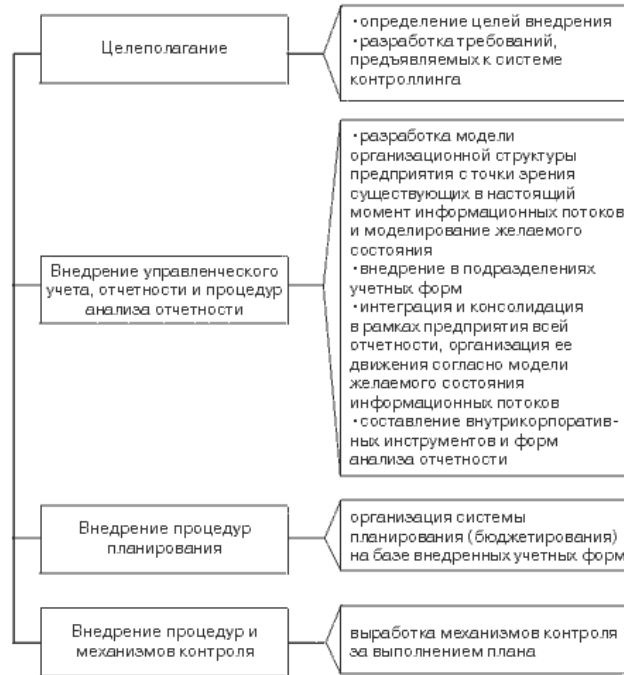 Целеполагание
•определение целей внедрения
•разработка требований,
предъявляемых к системе
контроллинга
Внедрение управленческого
учета, отчетности и процедур
анализа отчетности
•разработка модели
организационной структуры
предприятия с точки зрения
существующих в настоящий
момент информационных потоков
и моделирование желаемого
состояния
•внедрение в подразделениях
учетных форм
•интеграция и консолидация
в рамках предприятия всей
отчетности, организация ее
движения согласно модели
желаемого состояния
информационных потоков
•составление внутрикорпоратив-
ных инструментов и форм
анализа отчетности
Внедрение процедур
планирования
организация системы
планирования (бюджетирования)
на базе внедренных учетных форм
Внедрение процедур и
механизмов контроля
выработка механизмов контроля
за выполнением плана